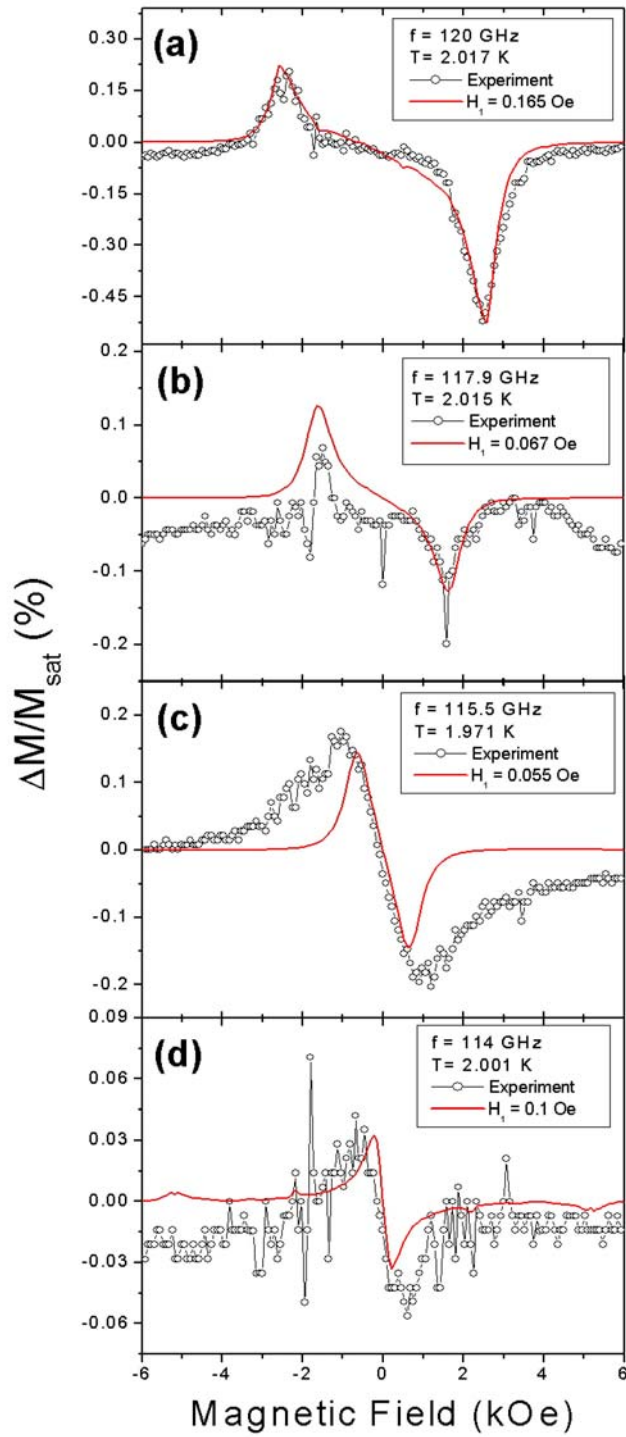 (a)
f = 120 GHz
T= 2.017 K
Experiment
H1 = 0.165 Oe
0.30
0.15
0.00
-0.15
-0.30
-0.45
(b)
f = 117.9 GHz
T= 2.015 K
Experiment
H1 = 0.067 Oe
0.2
0.1
0.0
-0.1
-0.2
ΔM/Msat (%)
(c)
f = 115.5 GHz
T= 1.971 K
Experiment
H1 = 0.055 Oe
0.2
0.1
0.0
-0.1
-0.2
(d)
f = 114 GHz
T= 2.001 K
Experiment
H1 = 0.1 Oe
0.09
0.06
0.03
0.00
-0.03
-0.06
-6 -4 -2 0 2 4 6
Magnetic Field (kOe)